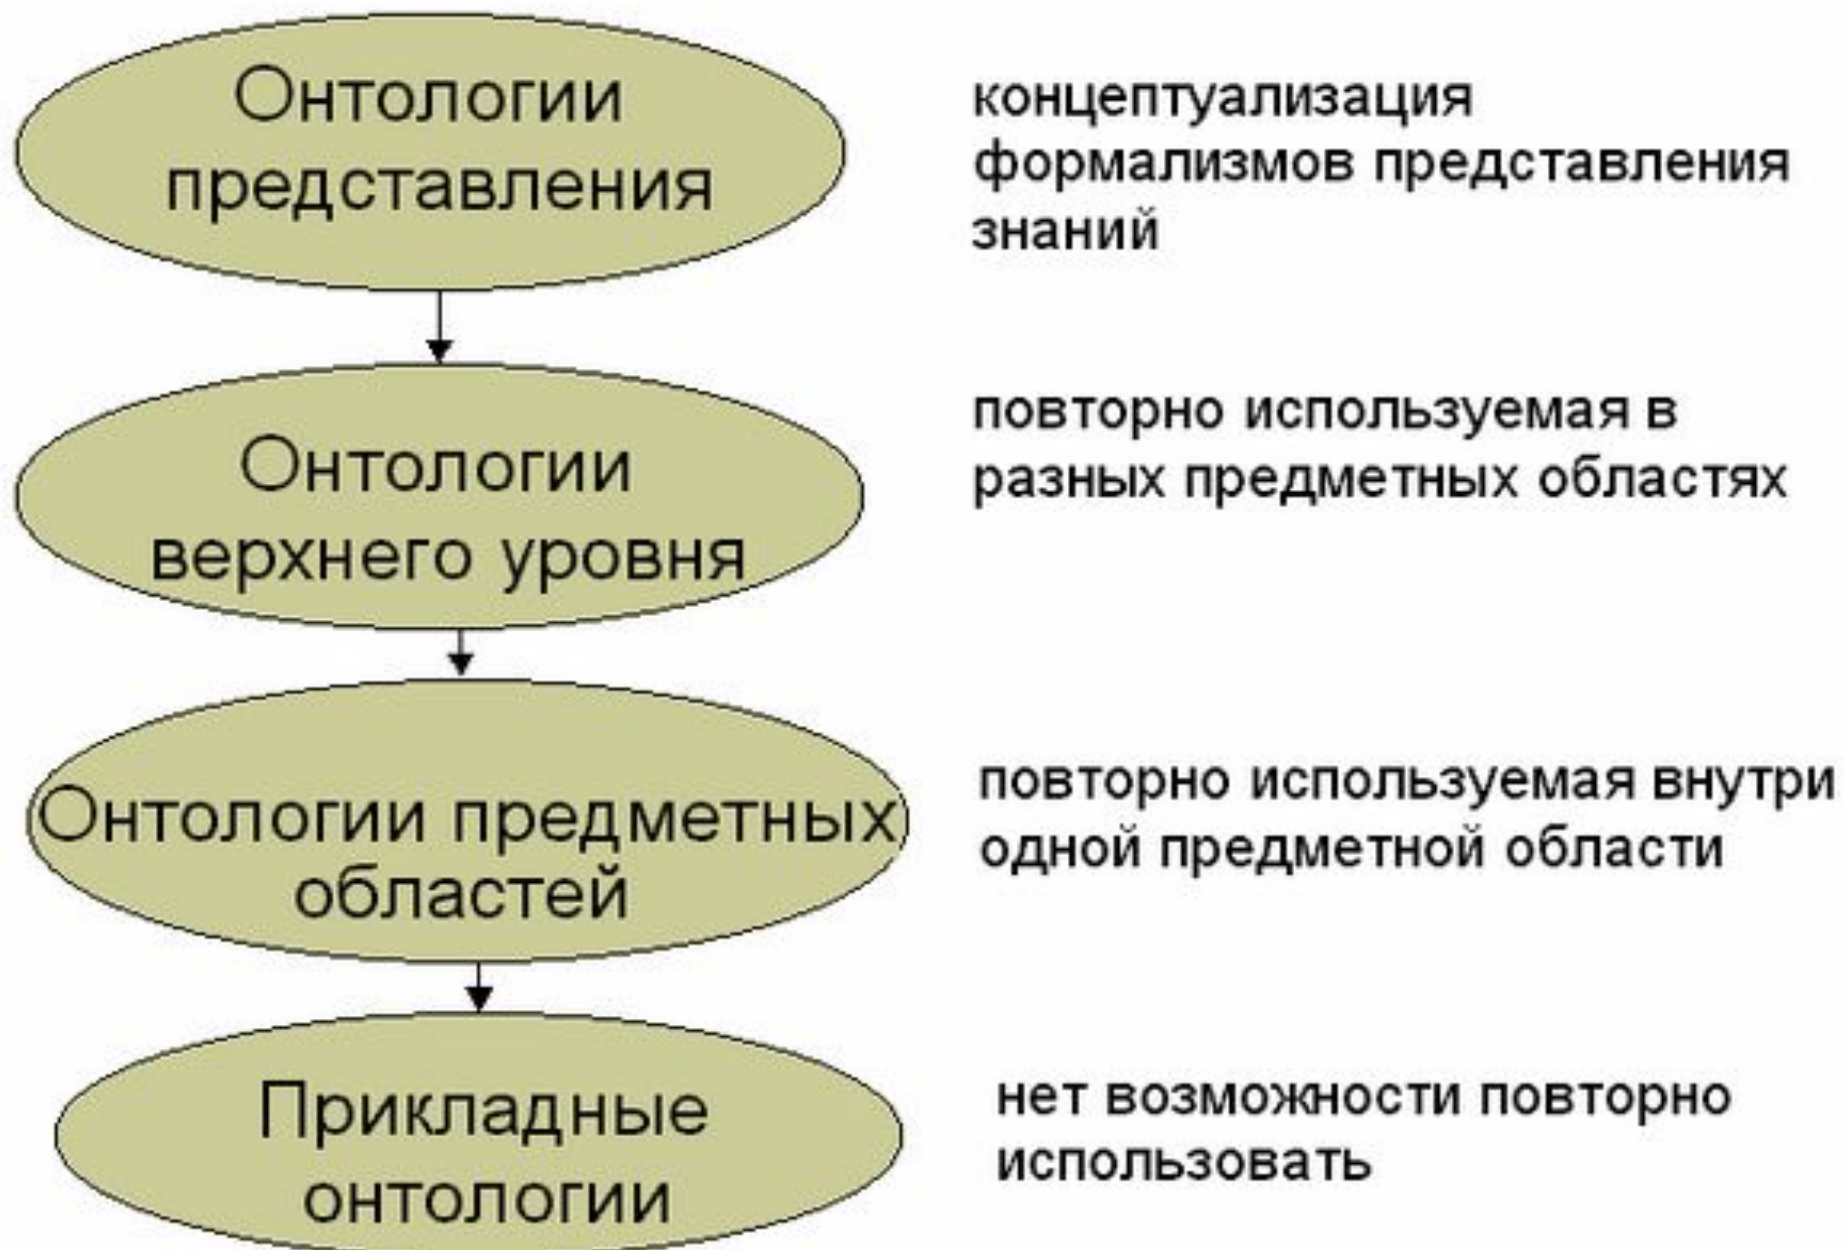 Онтологии
представления
концептуализация
формализмов представления
знаний
Онтологии
верхнего уровня
повторно используемая в
разных предметных областях
Онтологии предметных
областей
повторно используемая внутри
одной предметной области
Прикладные
онтологии
нет возможности повторно
использовать